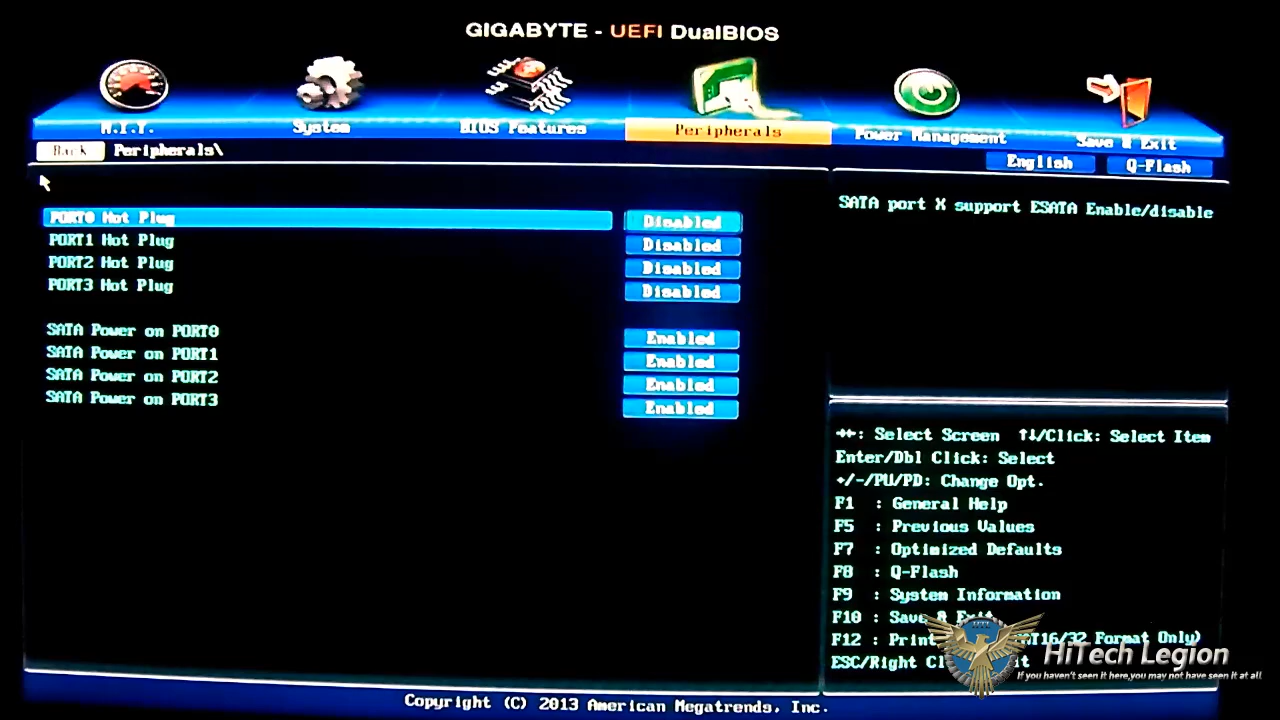 GIGABYTE - UEFI DualBIOS
M.I.T.
System
BIOS Features
Peripherals
Power Management
Save & Exit
Back
Peripherals\
English
Q-Flash
PORT0 Hot Plug Disabled
PORT1 Hot Plug Disabled
PORT2 Hot Plug Disabled
PORT3 Hot Plug Disabled
SATA Power on PORT0 Enabled
SATA Power on PORT1 Enabled
SATA Power on PORT2 Enabled
SATA Power on PORT3 Enabled
SATA port X support ESATA Enable/disable
→←: Select Screen ↑↓/Click: Select Item
Enter/Dbl Click: Select
+/-/PU/PD: Change Opt.
F1 : General Help
F5 : Previous Values
F7 : Optimized Defaults
F8 : Q-Flash
F9 : System Information
F10 : Save & Exit
F12 : Print 16/32 Format Only)
ESC/Right Cl
HiTech Legion
If you haven't seen it here,you may not have seen it at all
Copyright (C) 2013 American Megatrends, Inc.